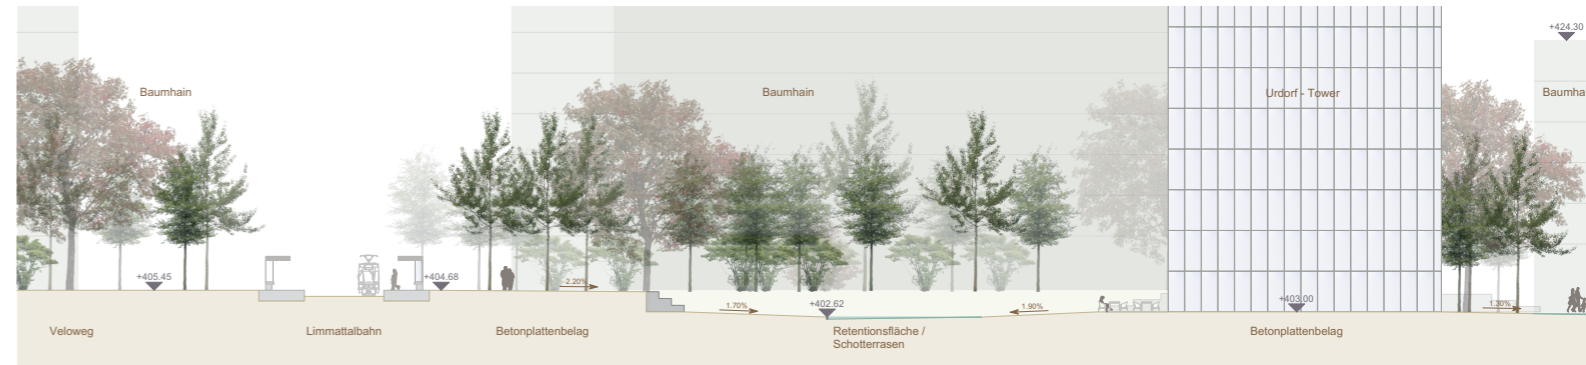 +424.30
Baumhain
Baumhain
Urdorf - Tower
Baumha
+405.45
+404.68
-2.20%
1.70%
+402.62
1.90%
+403.00
1.30%
Veloweg
Limmattalbahn
Betonplattenbelag
Retentionsfläche /
Schotterrasen
Betonplattenbelag